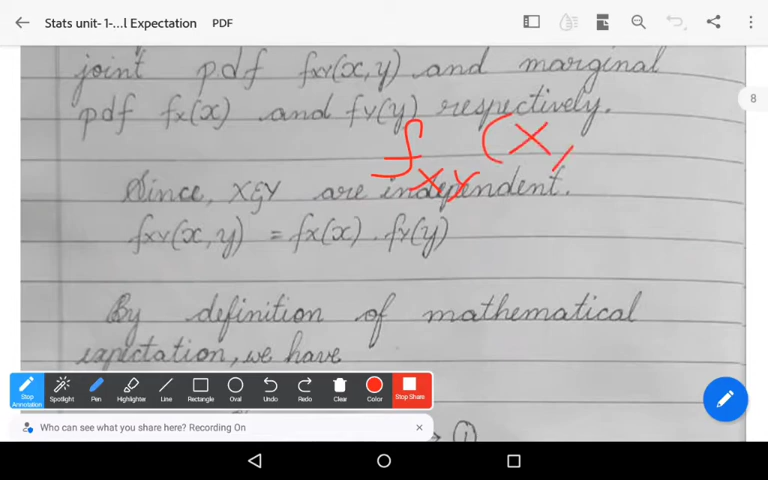 Stats unit- 1-...l Expectation PDF
joint pdf fxy(x,y) and marginal
8
pdf fx(x) and fy(y) respectively.
f xy (x,
Since, X&Y are independent.
fxy(x,y) = fx(x) . fy(y)
By definition of mathematical
expectation, we have
Stop Annotation Spotlight Pen Highlighter Line Rectangle Oval Undo Redo Clear Color Stop Share
Who can see what you share here? Recording On
→ ①